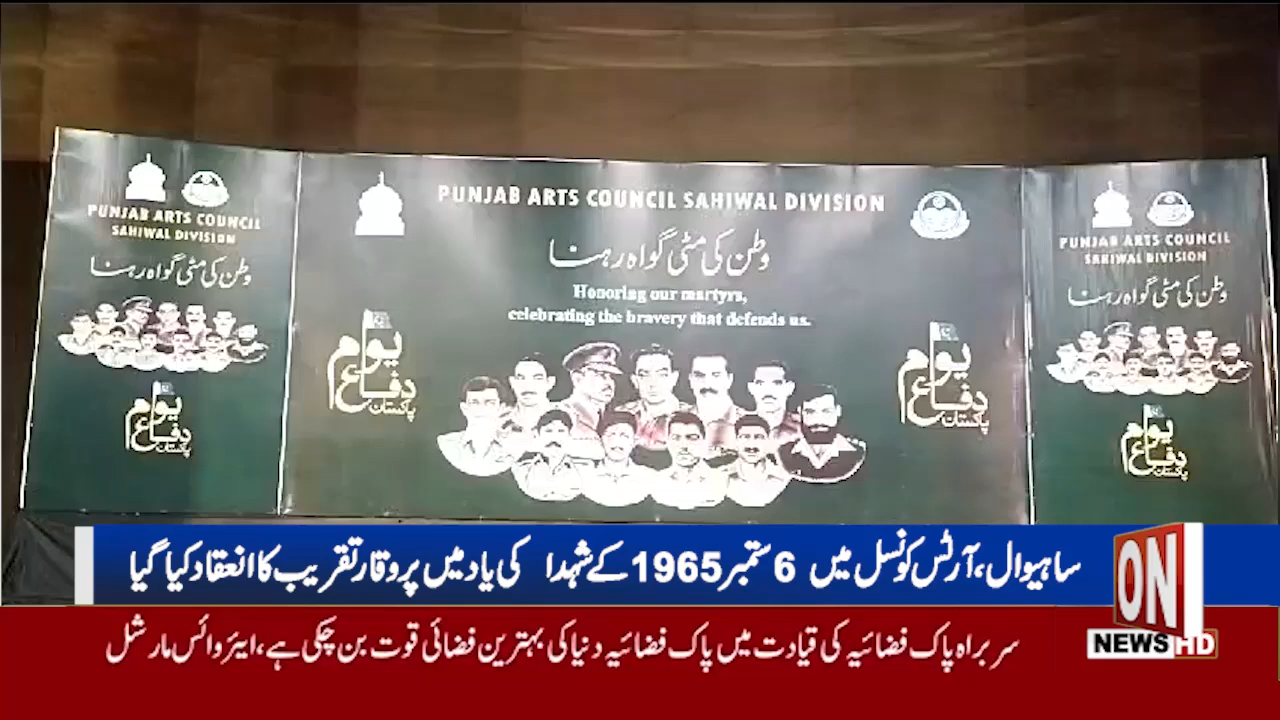 PUNJAB ARTS COUNCIL
SAHIWAL DIVISION
وطن کی مٹی گواہ رہنا
یوم
دفاع
پاکستان
PUNJAB ARTS COUNCIL SAHIWAL DIVISION
وطن کی مٹی گواہ رہنا
Honoring our martyrs,
celebrating the bravery that defends us.
یوم
دفاع
پاکستان
یوم
دفاع
پاکستان
PUNJAB ARTS COUNCIL
SAHIWAL DIVISION
وطن کی مٹی گواہ رہنا
یوم
دفاع
پاکستان
ساہیوال،آرٹس کونسل میں 6 ستمبر 1965 کے شہدا کی یاد میں پروقار تقریب کا انعقاد کیا گیا
سربراہ پاک فضائیہ کی قیادت میں پاک فضائیہ دنیا کی بہترین فضائی قوت بن چکی ہے،ایئر وائس مارشل
ON
NEWS HD